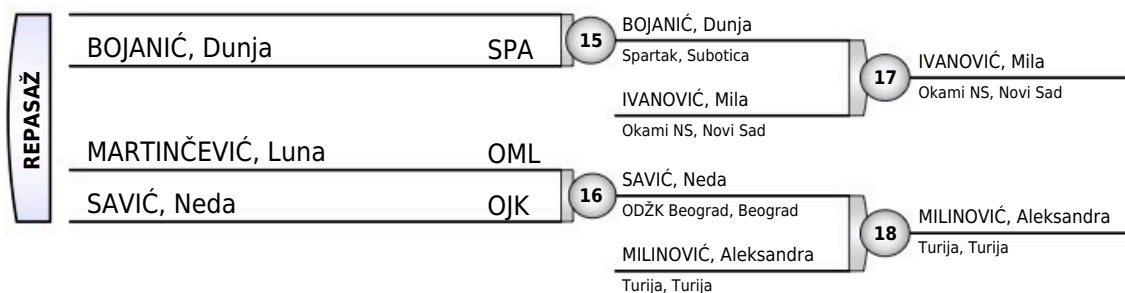 REPASAŽ
BOJANIĆ, Dunja SPA
MARTINČEVIĆ, Luna OML
SAVIĆ, Neda OJK
15
BOJANIĆ, Dunja
Spartak, Subotica
IVANOVIĆ, Mila
Okami NS, Novi Sad
16
SAVIĆ, Neda
ODŽK Beograd, Beograd
MILINOVIĆ, Aleksandra
Turija, Turija
17
IVANOVIĆ, Mila
Okami NS, Novi Sad
18
MILINOVIĆ, Aleksandra
Turija, Turija